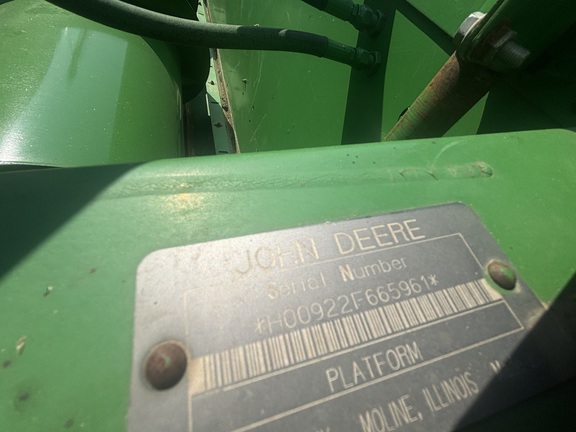 JOHN DEERE
Serial Number
*H00922F665961*
PLATFORM
MOLINE, ILLINOIS